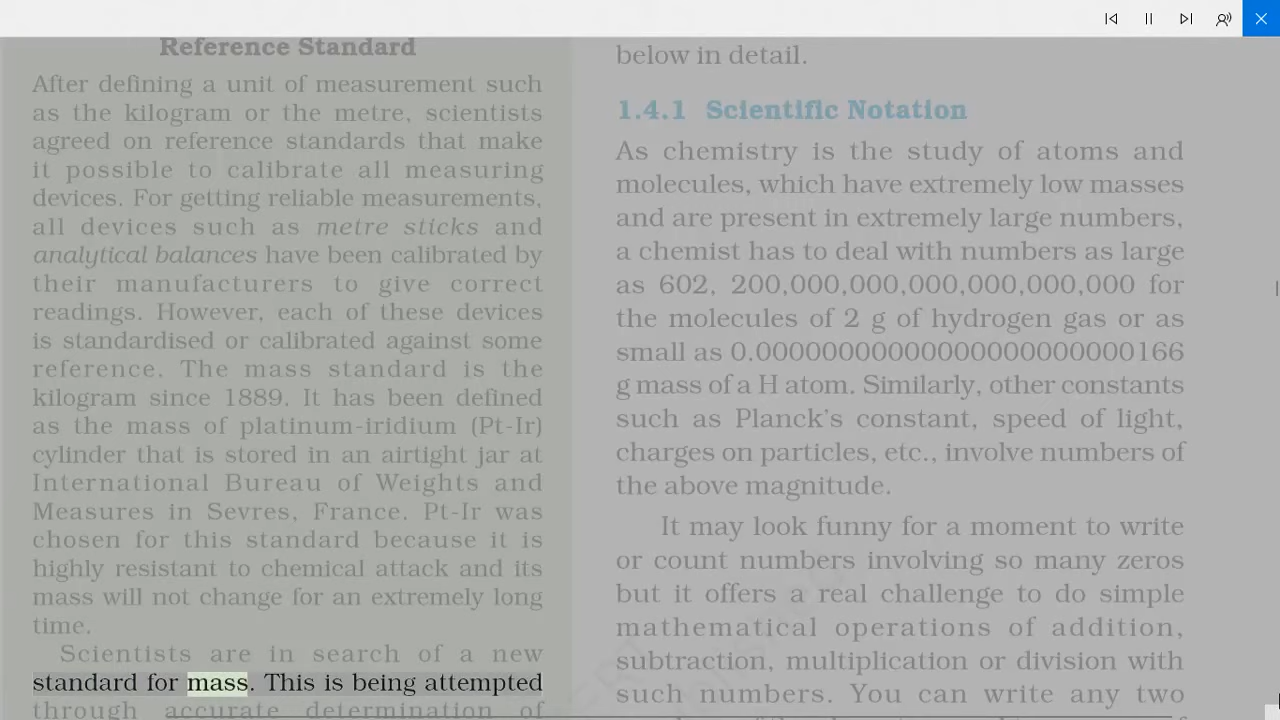 Reference Standard
After defining a unit of measurement such
as the kilogram or the metre, scientists
agreed on reference standards that make
it possible to calibrate all measuring
devices. For getting reliable measurements,
all devices such as metre sticks and
analytical balances have been calibrated by
their manufacturers to give correct
readings. However, each of these devices
is standardised or calibrated against some
reference. The mass standard is the
kilogram since 1889. It has been defined
as the mass of platinum-iridium (Pt-Ir)
cylinder that is stored in an airtight jar at
International Bureau of Weights and
Measures in Sevres, France. Pt-Ir was
chosen for this standard because it is
highly resistant to chemical attack and its
mass will not change for an extremely long
time.
Scientists are in search of a new
standard for mass. This is being attempted
through accurate determination of
below in detail.
1.4.1 Scientific Notation
As chemistry is the study of atoms and
molecules, which have extremely low masses
and are present in extremely large numbers,
a chemist has to deal with numbers as large
as 602, 200,000,000,000,000,000,000 for
the molecules of 2 g of hydrogen gas or as
small as 0.00000000000000000000000166
g mass of a H atom. Similarly, other constants
such as Planck's constant, speed of light,
charges on particles, etc., involve numbers of
the above magnitude.
It may look funny for a moment to write
or count numbers involving so many zeros
but it offers a real challenge to do simple
mathematical operations of addition,
subtraction, multiplication or division with
such numbers. You can write any two